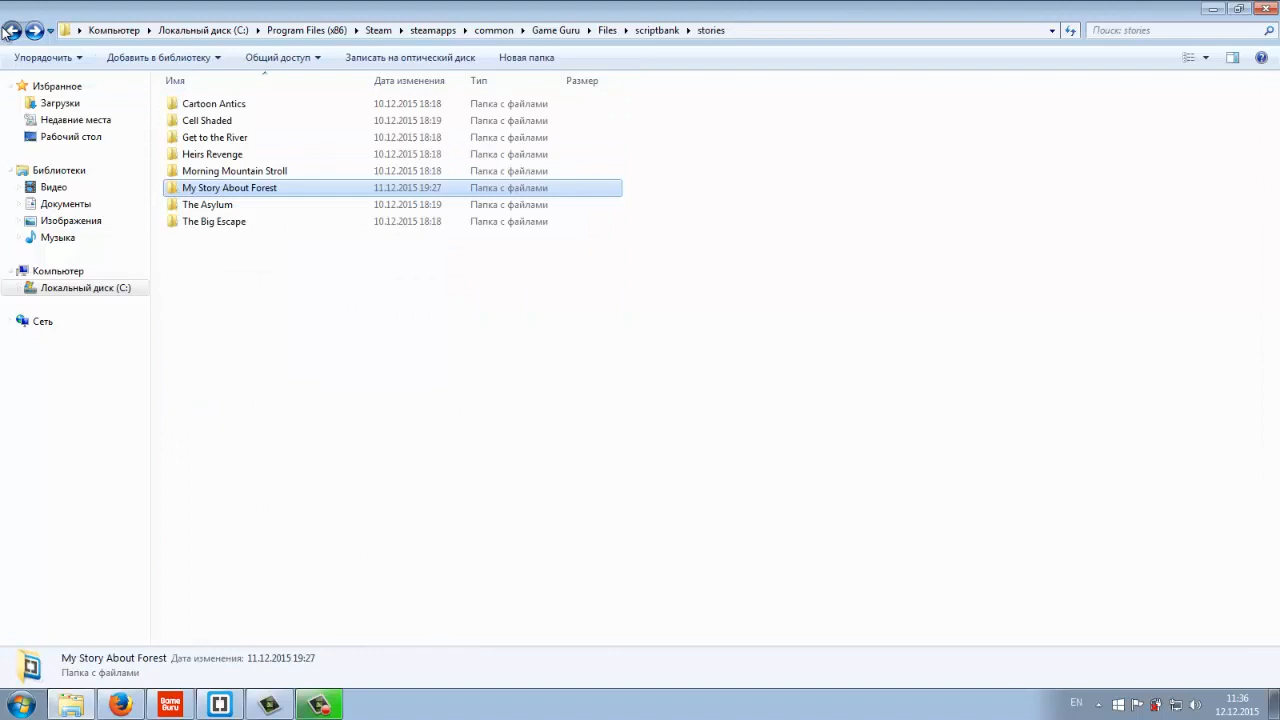 Компьютер Локальный диск (C:) Program Files (x86) Steam steamapps common Game Guru Files scriptbank stories Поиск: stories
Упорядочить Добавить в библиотеку Общий доступ Записать на оптический диск Новая папка
Имя Дата изменения Тип Размер
Избранное
Загрузки
Недавние места
Рабочий стол
Библиотеки
Видео
Документы
Изображения
Музыка
Компьютер
Локальный диск (C:)
Сеть
Cartoon Antics 10.12.2015 18:18 Папка с файлами
Cell Shaded 10.12.2015 18:19 Папка с файлами
Get to the River 10.12.2015 18:18 Папка с файлами
Heirs Revenge 10.12.2015 18:18 Папка с файлами
Morning Mountain Stroll 10.12.2015 18:18 Папка с файлами
My Story About Forest 11.12.2015 19:27 Папка с файлами
The Asylum 10.12.2015 18:19 Папка с файлами
The Big Escape 10.12.2015 18:18 Папка с файлами
My Story About Forest Дата изменения: 11.12.2015 19:27
Папка с файлами
Game
Guru
EN
11:36
12.12.2015